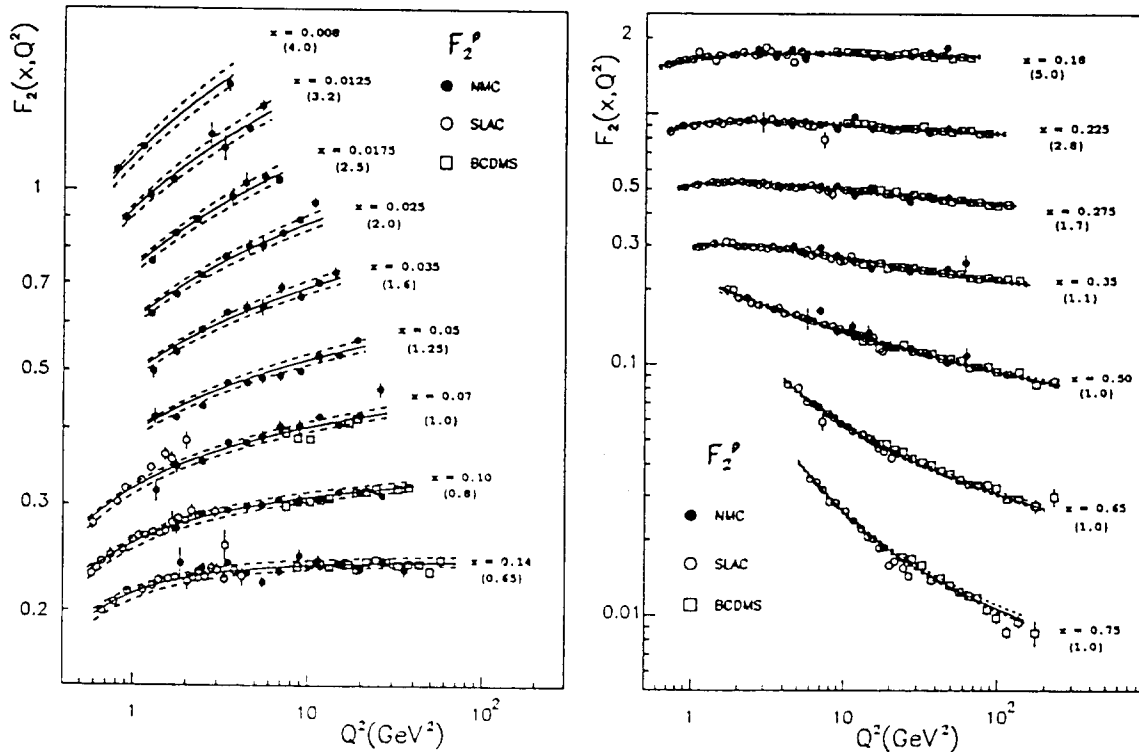 F₂(x,Q²)
1
0.7
0.5
0.3
0.2
1
10
10²
Q²(GeV²)
F₂ᵖ
NMC
SLAC
BCDMS
x = 0.008
(4.0)
x = 0.0125
(3.2)
x = 0.0175
(2.5)
x = 0.025
(2.0)
x = 0.035
(1.6)
x = 0.05
(1.25)
x = 0.07
(1.0)
x = 0.10
(0.8)
x = 0.14
(0.65)
F₂(x,Q²)
2
1
0.5
0.3
0.1
0.01
1
10
10²
Q²(GeV²)
x = 0.18
(5.0)
x = 0.225
(2.8)
x = 0.275
(1.7)
x = 0.35
(1.1)
x = 0.50
(1.0)
x = 0.65
(1.0)
x = 0.75
(1.0)
F₂ᵖ
NMC
SLAC
BCDMS